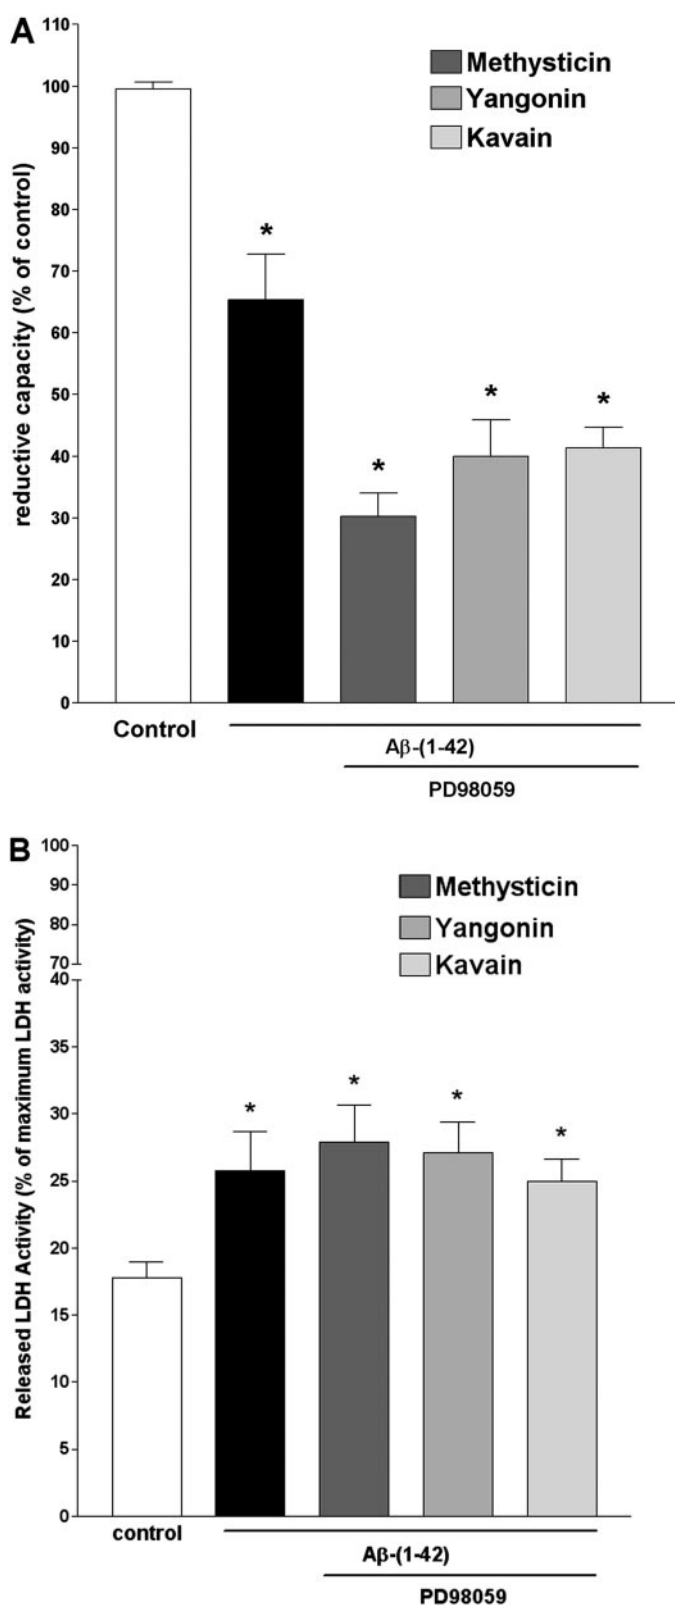 A
110
100
90
80
70
60
50
40
30
20
10
0
reductive capacity (% of control)
Methysticin
Yangonin
Kavain
*
*
*
*
Control
Aβ-(1-42)
PD98059
B
100
90
80
70
40
35
30
25
20
15
10
5
0
Released LDH Activity (% of maximum LDH activity)
Methysticin
Yangonin
Kavain
*
*
*
*
control
Aβ-(1-42)
PD98059